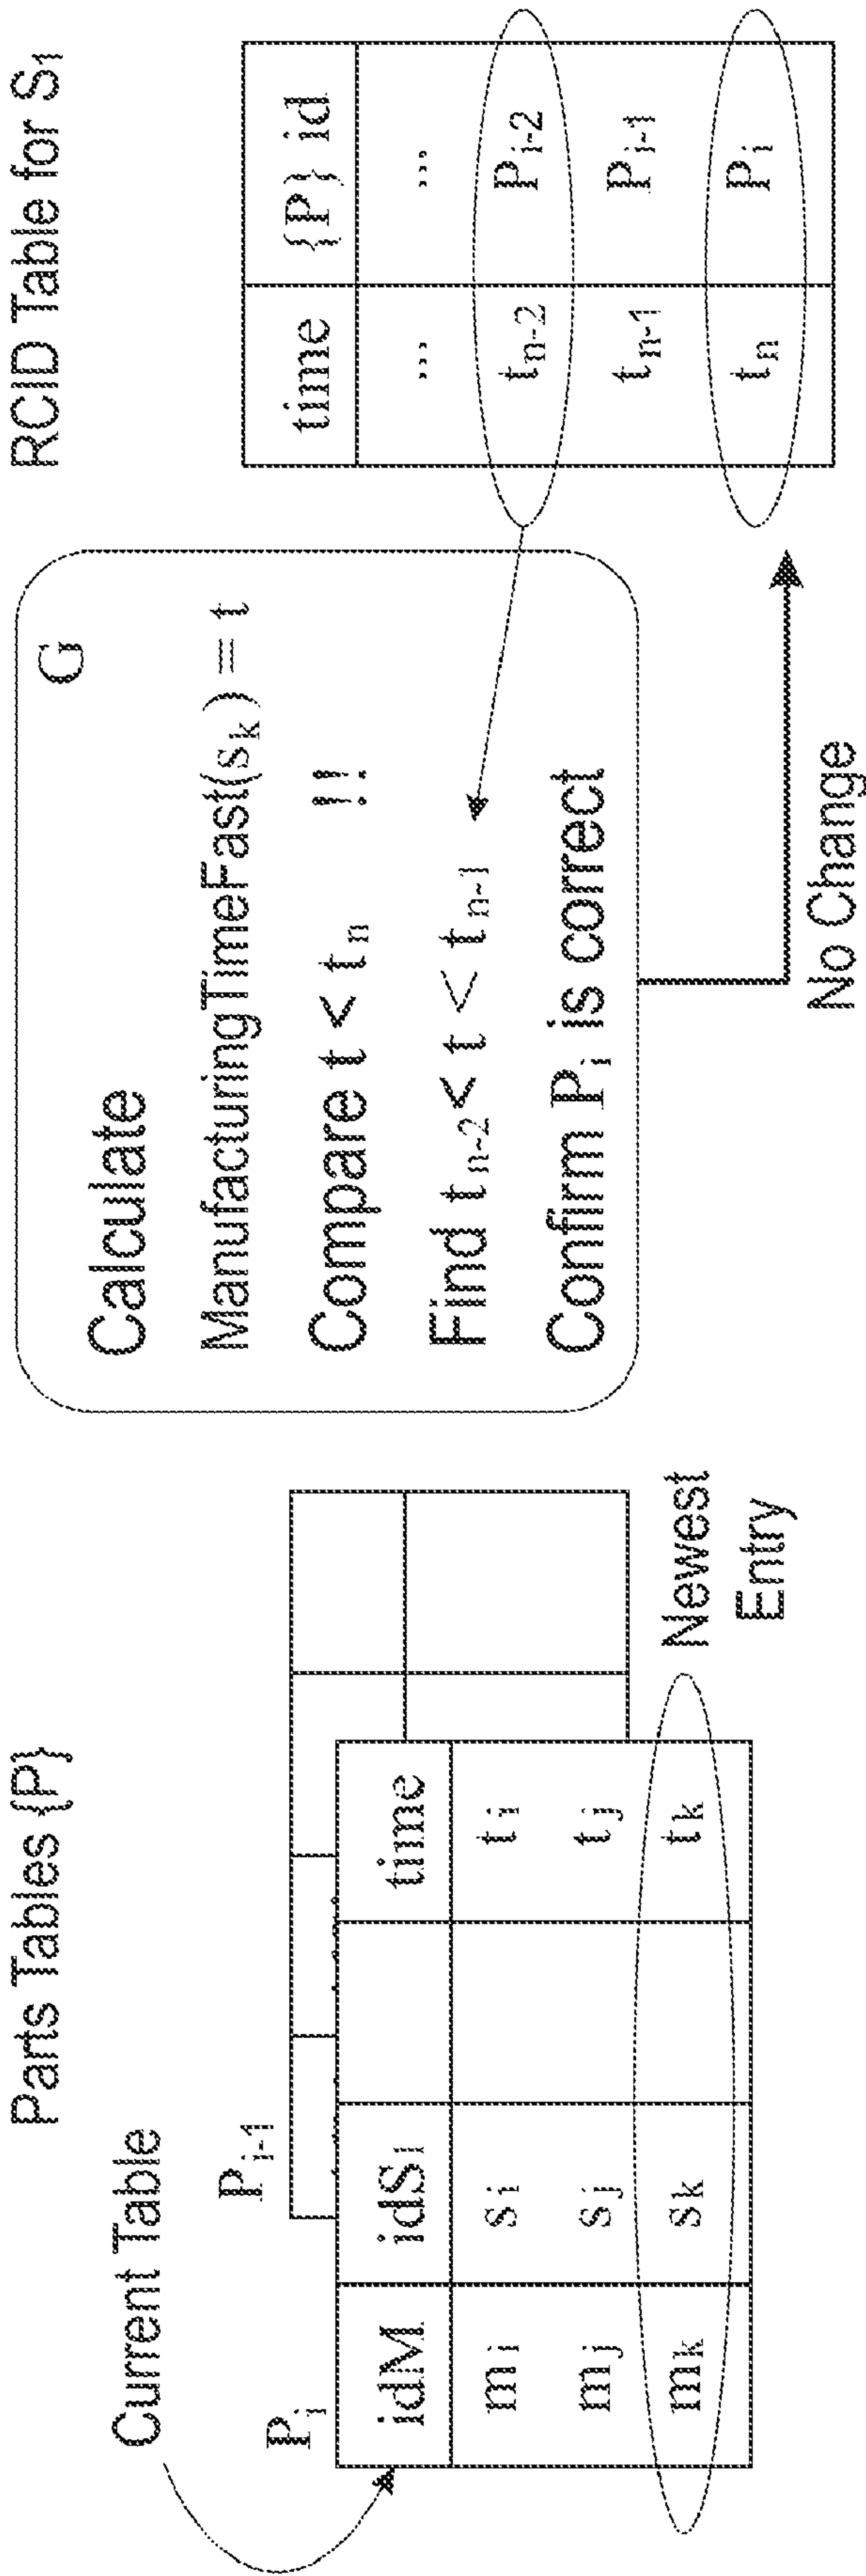 Parts Tables {P}
Current Table
P_i
P_{i-1}
idM idS_1 time
m_i s_i t_i
m_j s_j t_j
m_k s_k t_k
Newest
Entry
G
Calculate
ManufacturingTimeFast(s_k) = t
Compare t < t_n !!
Find t_{n-2} < t < t_{n-1}
Confirm P_i is correct
No Change
RCID Table for S_1
time {P} id
... ...
t_{n-2} P_{i-2}
t_{n-1} P_{i-1}
t_n P_i